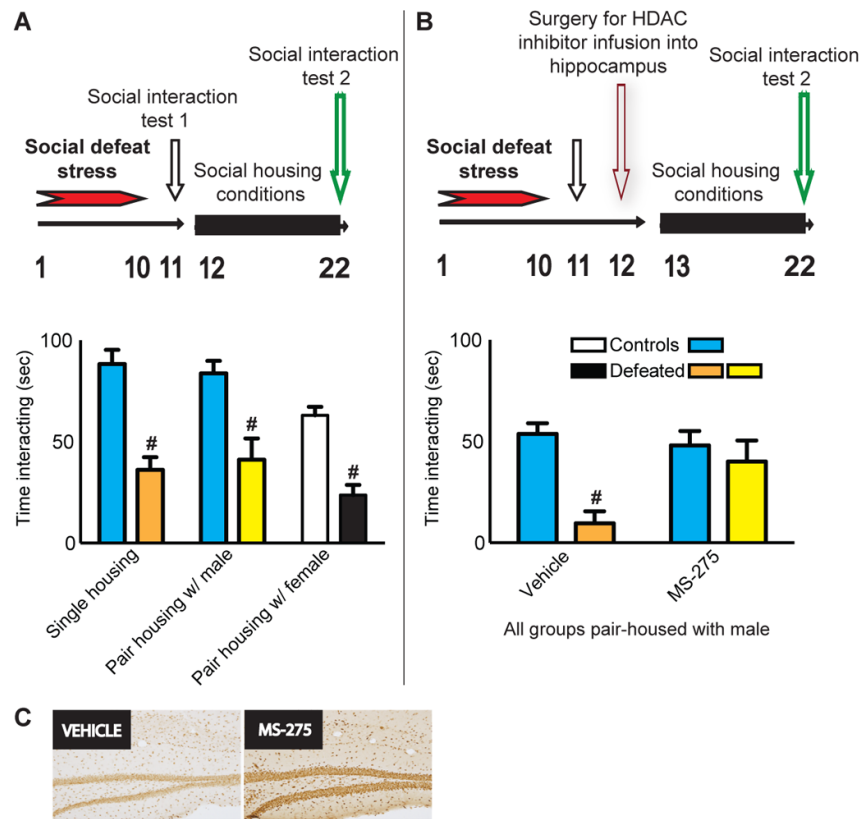 A
Social interaction
test 2
Social interaction
test 1
Social defeat
stress
Social housing
conditions
1 10 11 12 22
100
50
0
Time interacting (sec)
#
#
#
Single housing
Pair housing w/ male
Pair housing w/ female
B
Surgery for HDAC
inhibitor infusion into
hippocampus
Social interaction
test 2
Social defeat
stress
Social housing
conditions
1 10 11 12 13 22
100
50
0
Time interacting (sec)
Controls
Defeated
#
Vehicle
MS-275
All groups pair-housed with male
C
VEHICLE
MS-275